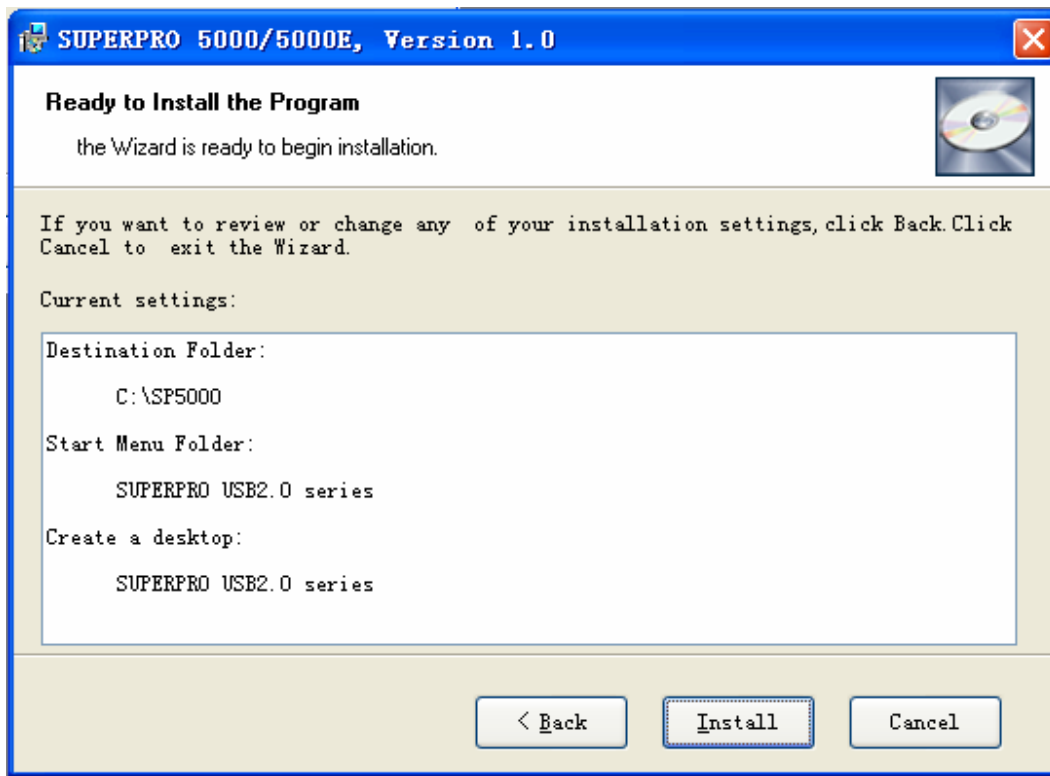 SUPERPRO 5000/5000E, Version 1.0
Ready to Install the Program
the Wizard is ready to begin installation.
If you want to review or change any  of your installation settings,click Back.Click
Cancel to  exit the Wizard.
Current settings:
Destination Folder:
C:\SP5000
Start Menu Folder:
SUPERPRO USB2.0 series
Create a desktop:
SUPERPRO USB2.0 series
< Back
Install
Cancel